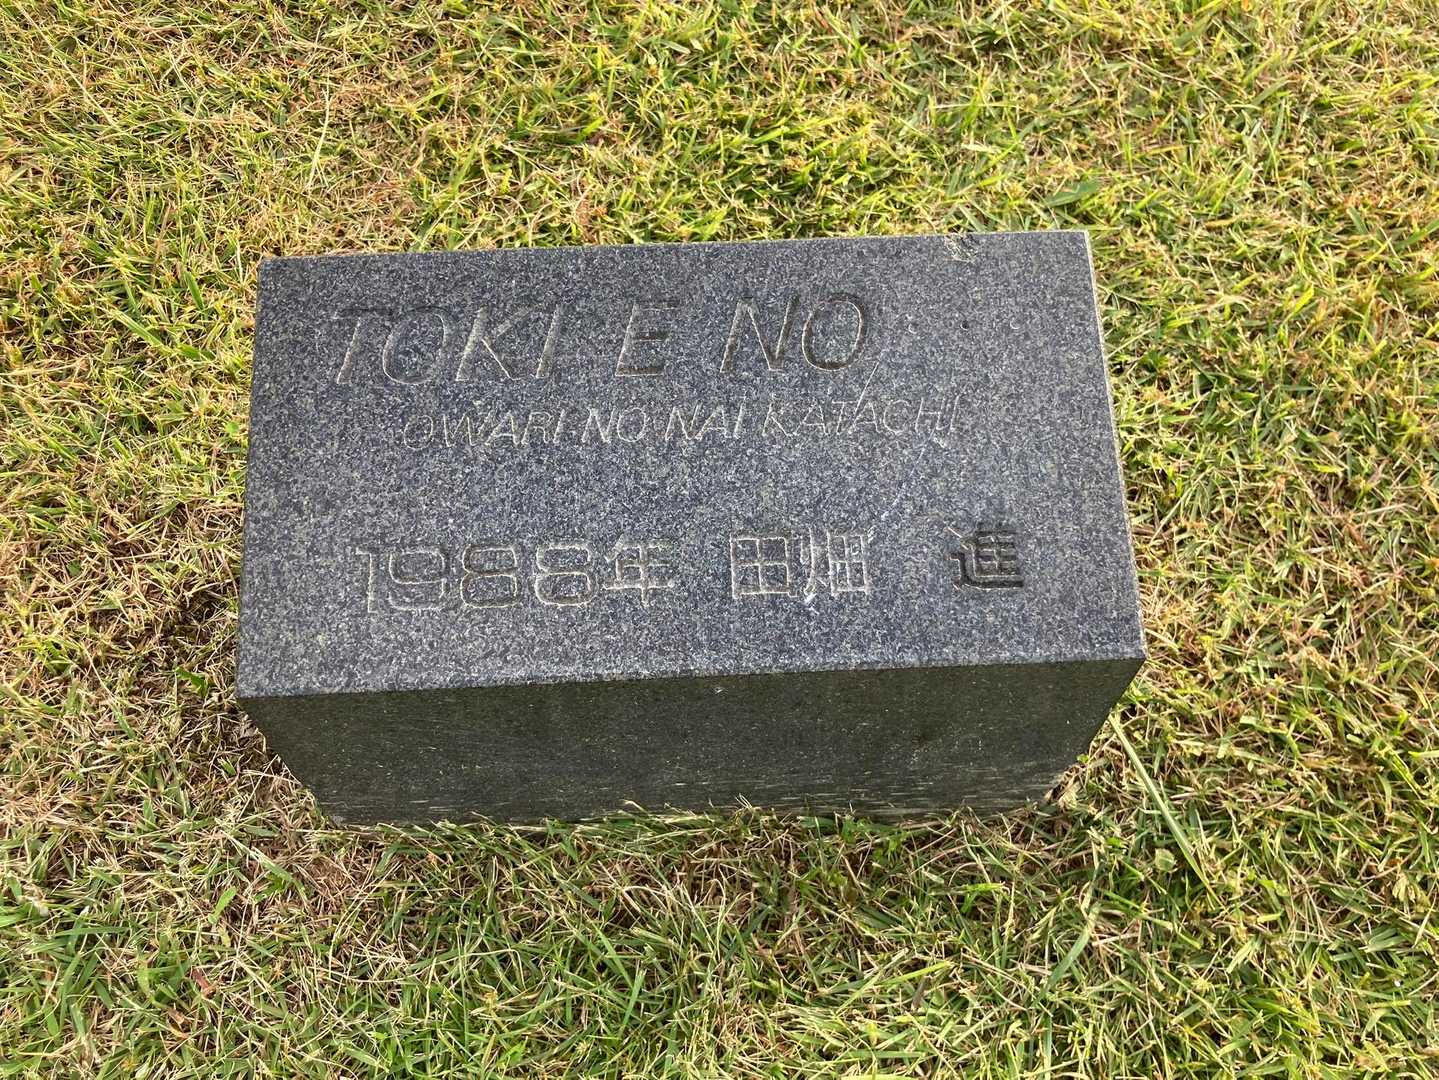 TOKI E NO...
OWARI NO NAI KATACHI
1988年 田畑 進